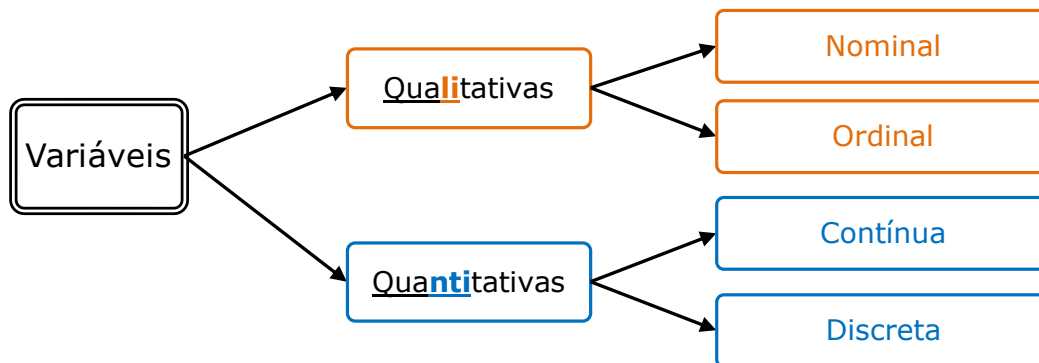 Variáveis
Qualitativas
Nominal
Ordinal
Quantitativas
Contínua
Discreta